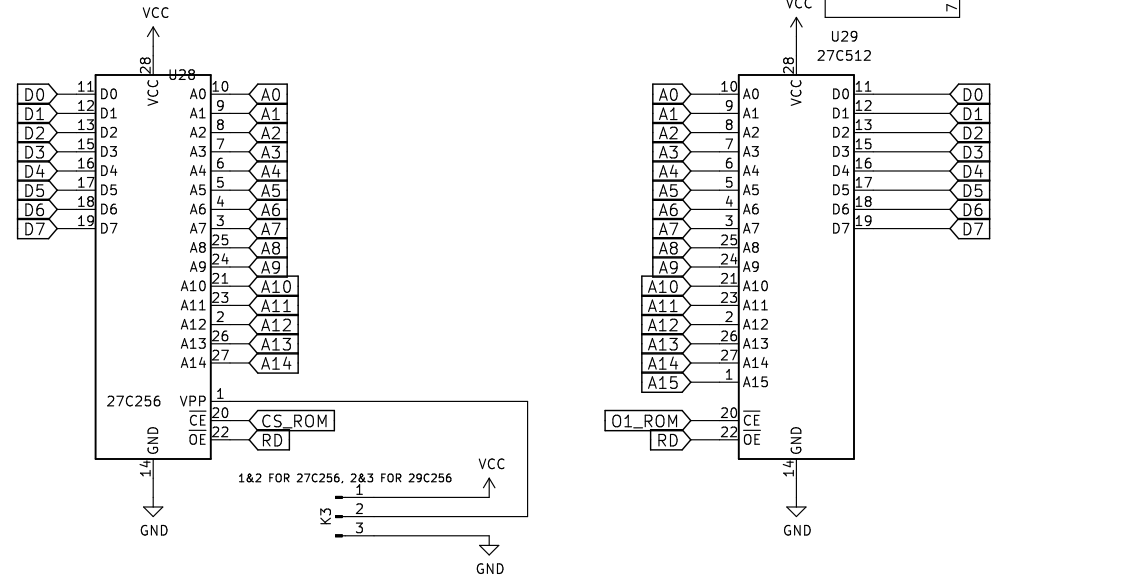 VCC
VCC
7
U29
27C512
28
U28
28
D0 11 D0 VCC A0 10 A0
A0 10 A0 VCC D0 11 D0
D1 12 D1 A1 9 A1
A1 9 A1 D1 12 D1
D2 13 D2 A2 8 A2
A2 8 A2 D2 13 D2
D3 15 D3 A3 7 A3
A3 7 A3 D3 15 D3
D4 16 D4 A4 6 A4
A4 6 A4 D4 16 D4
D5 17 D5 A5 5 A5
A5 5 A5 D5 17 D5
D6 18 D6 A6 4 A6
A6 4 A6 D6 18 D6
D7 19 D7 A7 3 A7
A7 3 A7 D7 19 D7
A8 25 A8
A8 25 A8
A9 24 A9
A9 24 A9
A10 21 A10
A10 21 A10
A11 23 A11
A11 23 A11
A12 2 A12
A12 2 A12
A13 26 A13
A13 26 A13
A14 27 A14
A14 27 A14
A15 1 A15
27C256 VPP 1
CE 20 CS_ROM
O1_ROM 20 CE
OE 22 RD
RD 22 OE
GND
GND
14
14
VCC
1&2 FOR 27C256, 2&3 FOR 29C256
1
K3 2
3
GND
GND
GND